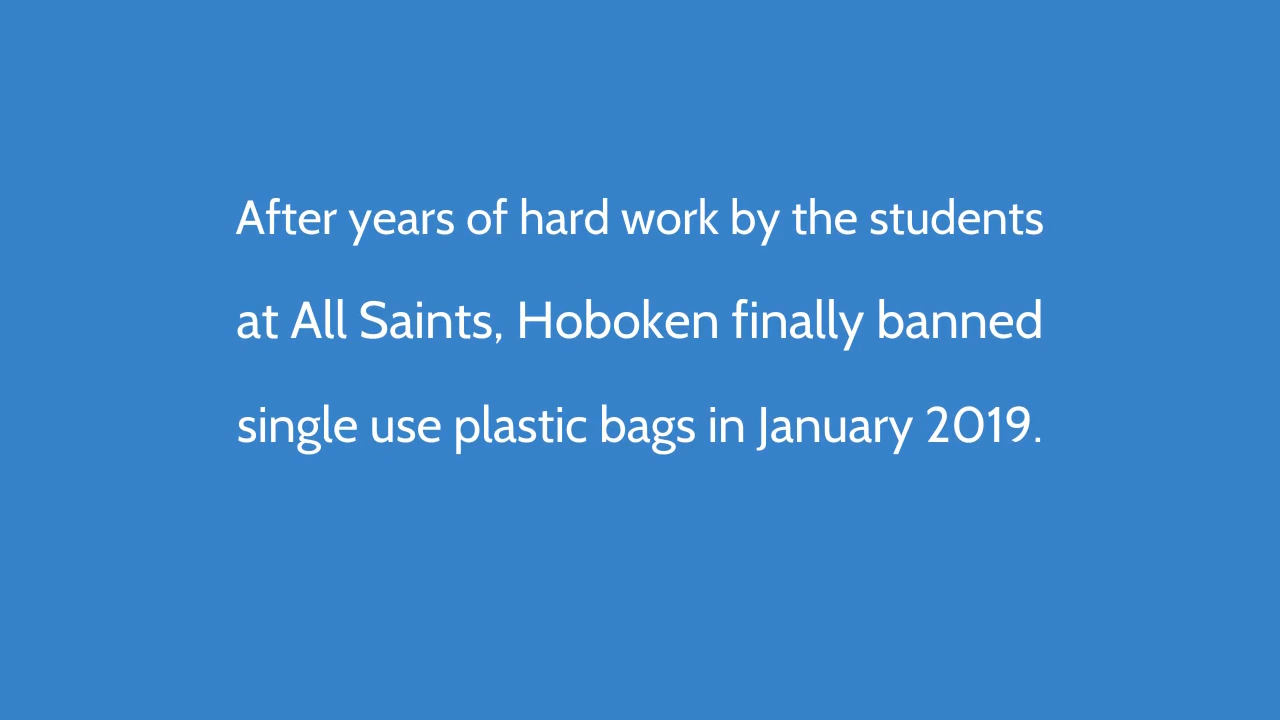 After years of hard work by the students
at All Saints, Hoboken finally banned
single use plastic bags in January 2019.